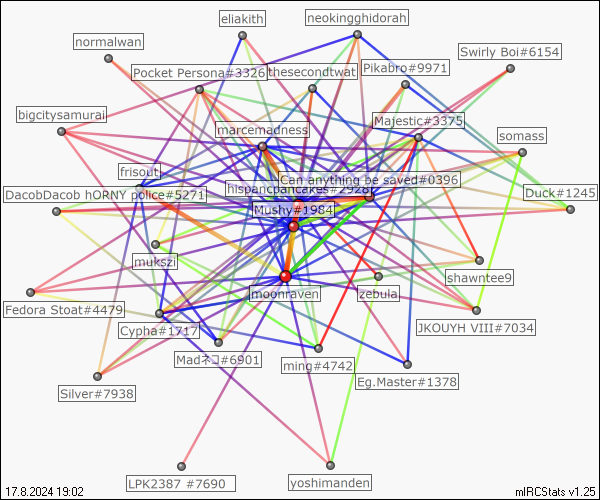 eliakith
neokingghidorah
normalwan
Swirly Boi#6154
Pocket Persona#3326
thesecondtwat
Pikabro#9971
bigcitysamurai
Majestic#3375
marcemadness
somass
frisout
Can anything be saved#0396
DacobDacob hORNY police#5271
hispancpancakes#2928
Duck#1245
Mushy#1984
mukszi
shawntee9
moonraven
zebula
Fedora Stoat#4479
Cypha#1717
JKOUYH VIII#7034
Madネコ#6901
ming#4742
Eg.Master#1378
Silver#7938
LPK2387 #7690
yoshimanden
17.8.2024 19:02
mIRCStats v1.25